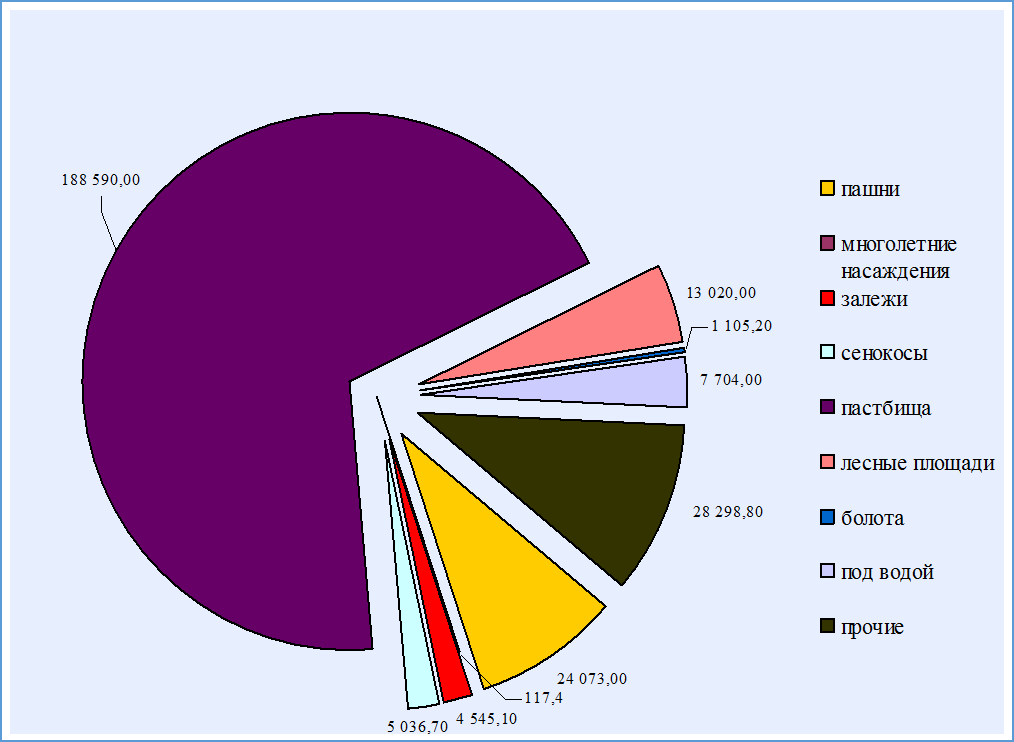 188 590,00
13 020,00
1 105,20
7 704,00
28 298,80
24 073,00
117,4
4 545,10
5 036,70
пашни
многолетние
насаждения
залежи
сенокосы
пастбища
лесные площади
болота
под водой
прочие